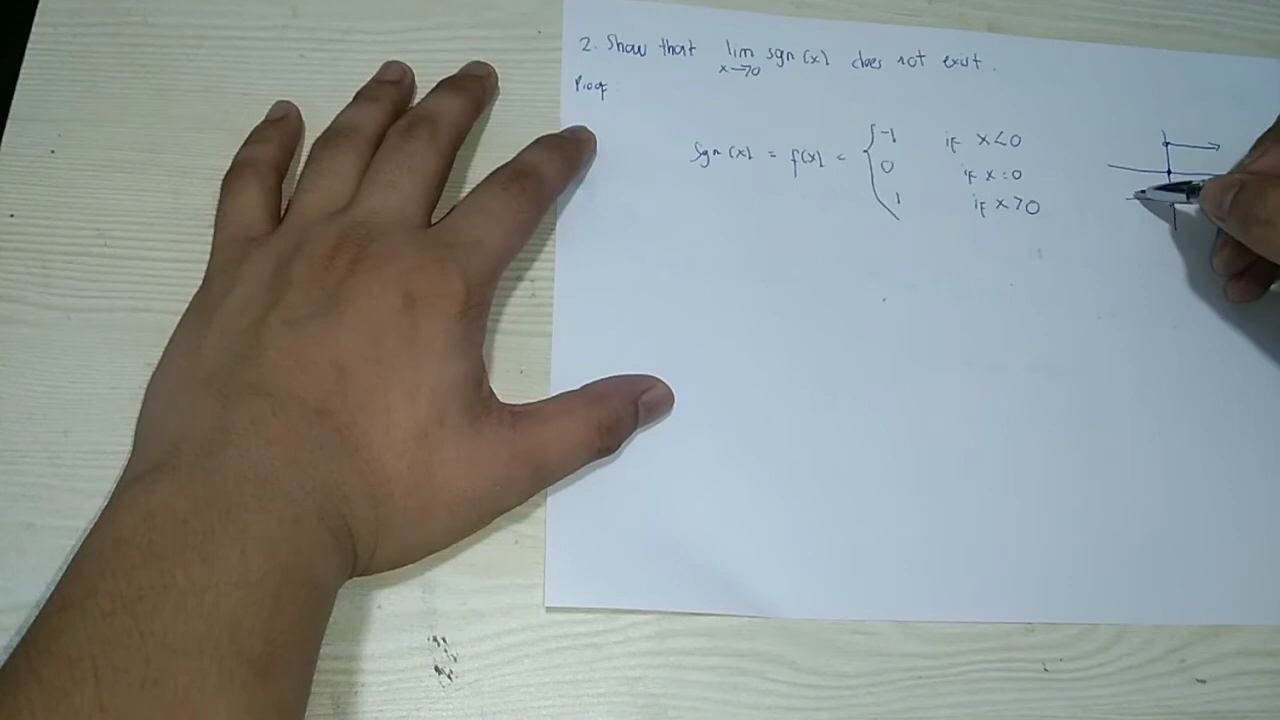 2. Show that lim sgn(x) does not exist.
x→0
Proof
Sgn(x) = f(x) = { -1 if x<0
0 if x=0
1 if x>0